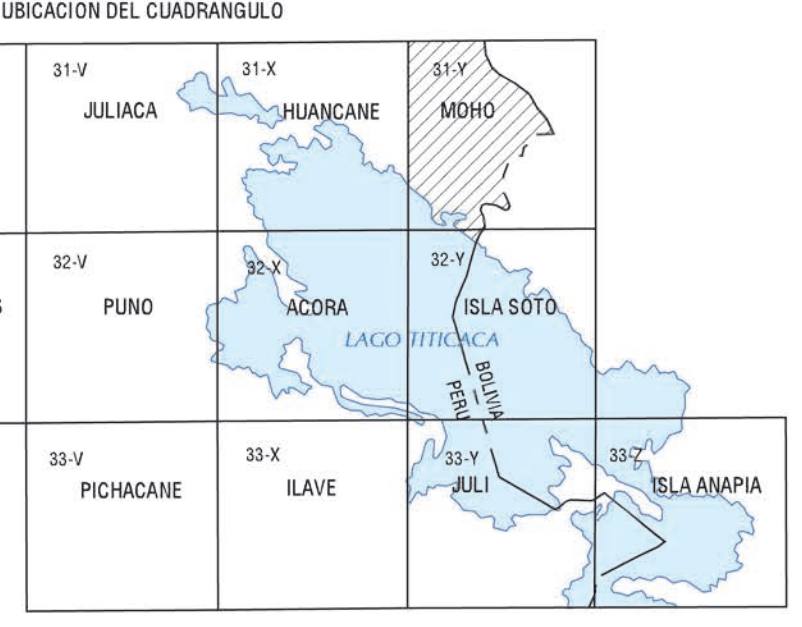 UBICACION DEL CUADRANGULO
31-V
JULIACA
31-X
HUANCANE
31-Y
MOHO
32-V
PUNO
32-X
ACORA
32-Y
ISLA SOTO
LAGO TITICACA
BOLIVIA
PERU
33-V
PICHACANE
33-X
ILAVE
33-Y
JULI
33-Z
ISLA ANAPIA